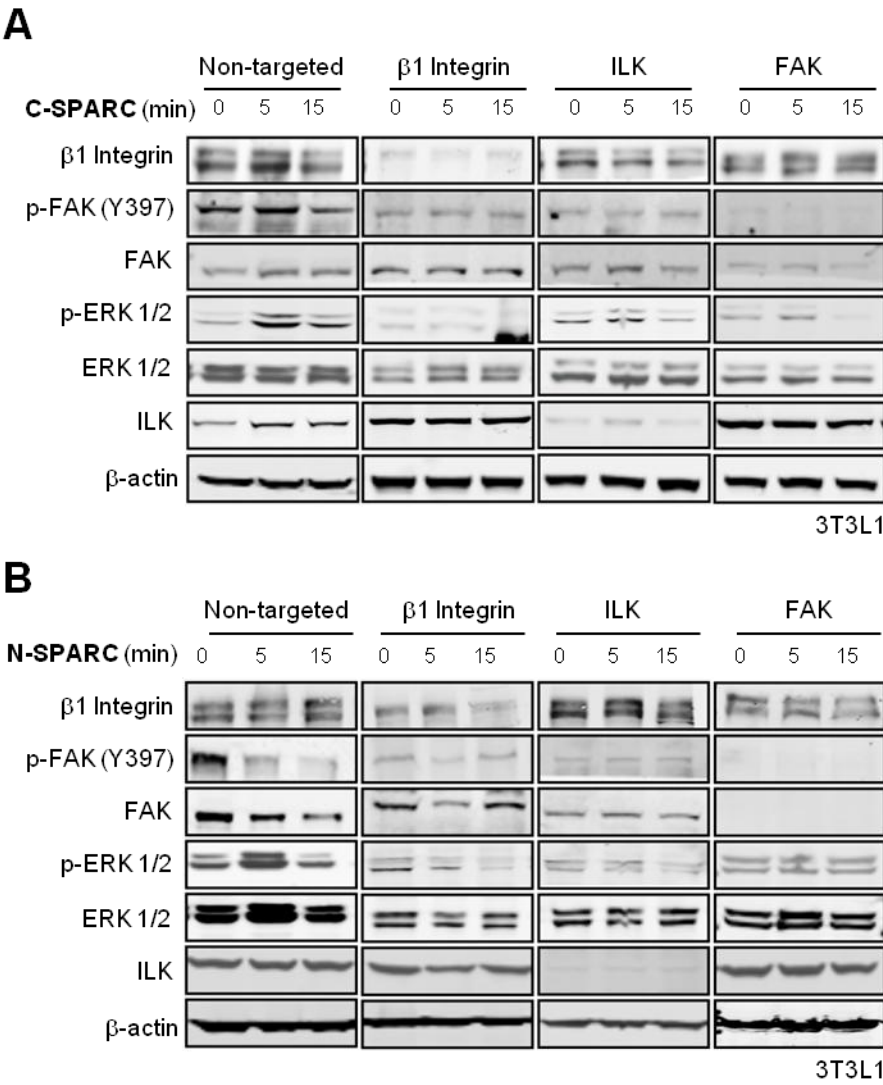 A
Non-targeted β1 Integrin ILK FAK
C-SPARC (min) 0 5 15 0 5 15 0 5 15 0 5 15
β1 Integrin
p-FAK (Y397)
FAK
p-ERK 1/2
ERK 1/2
ILK
β-actin
3T3L1
B
Non-targeted β1 Integrin ILK FAK
N-SPARC (min) 0 5 15 0 5 15 0 5 15 0 5 15
β1 Integrin
p-FAK (Y397)
FAK
p-ERK 1/2
ERK 1/2
ILK
β-actin
3T3L1